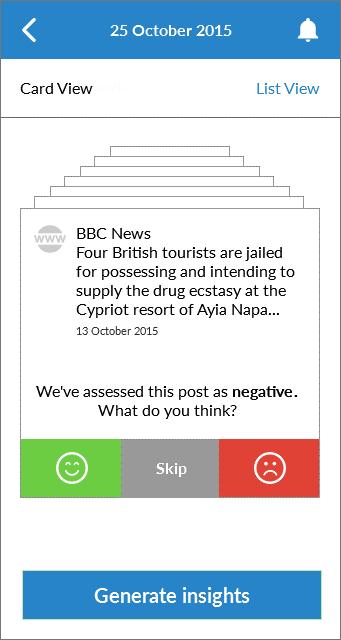 25 October 2015
Card View
List View
www
BBC News
Four British tourists are jailed
for possessing and intending to
supply the drug ecstasy at the
Cypriot resort of Ayia Napa...
13 October 2015
We've assessed this post as negative.
What do you think?
Skip
Generate insights